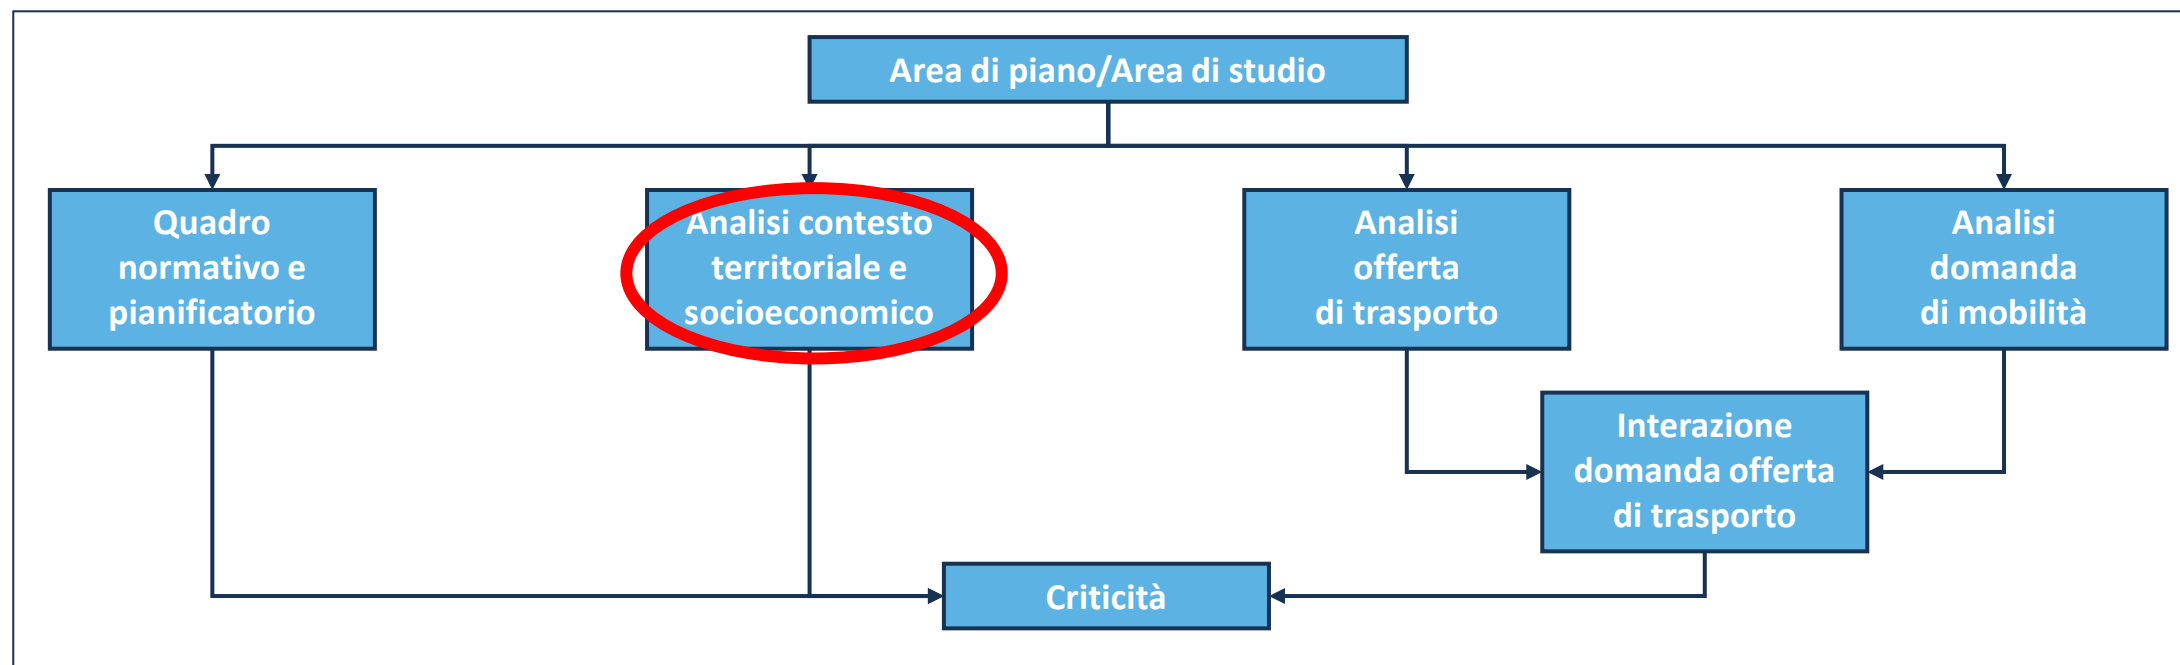 Area di piano/Area di studio
Quadro
normativo e
pianificatorio
Analisi contesto
territoriale e
socioeconomico
Analisi
offerta
di trasporto
Analisi
domanda
di mobilità
Interazione
domanda offerta
di trasporto
Criticità